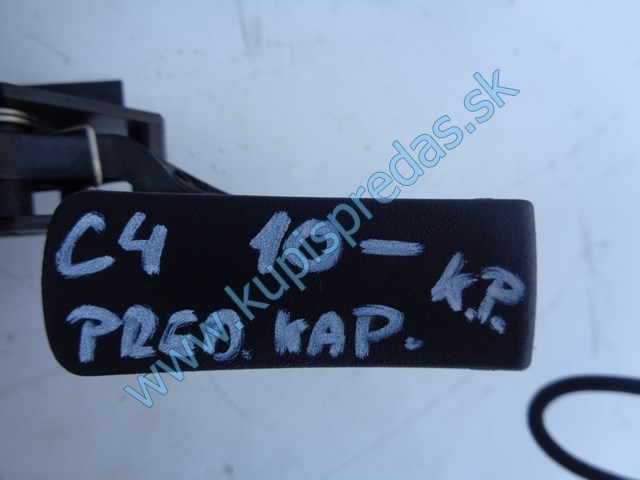 C4 10-
PRED. KAP. K.P.
www.kupispredas.sk